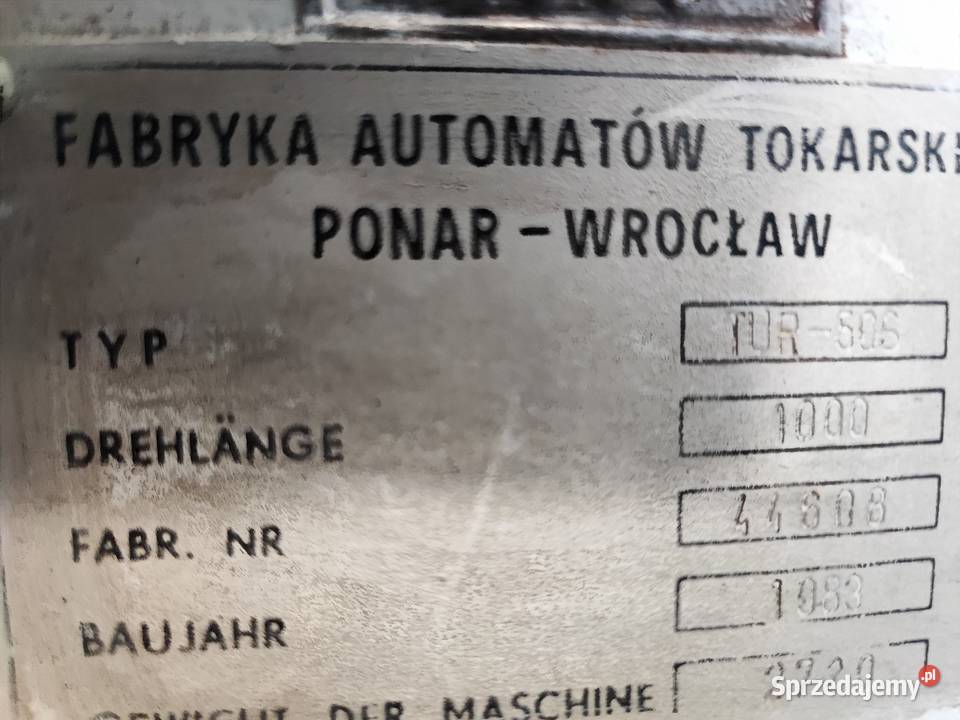 FABRYKA AUTOMATÓW TOKARSKI
PONAR - WROCŁAW
TYP TUR-50S
DREHLÄNGE 1000
FABR. NR 44608
BAUJAHR 1983
GEWICHT DER MASCHINE
Sprzedajemy.pl